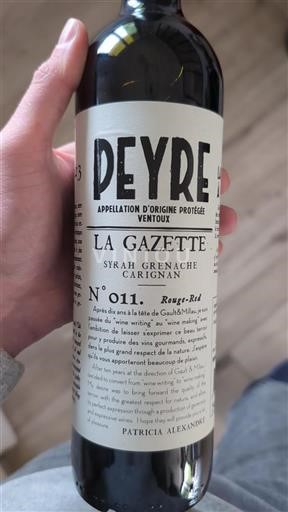 PEYRE
APPELLATION D'ORIGINE PROTÉGÉE
VENTOUX
LA GAZETTE
VINIOU
SYRAH GRENACHE
CARIGNAN
N°011. Rouge-Red
Après dix ans à la tête de Gault&Millau, je suis
passée du "wine writing" au "wine making" avec
l'ambition de laisser s'exprimer ce beau terroir
pour y produire des vins gourmands, expressifs,
dans le plus grand respect de la nature. J'espère
qu'ils vous apporteront beaucoup de plaisir.
After ten years at the direction of Gault & Millau, I
decided to convert from "wine writing" to "wine making".
My desire was to bring forward the quality of the
terroir, with the greatest respect for nature, and allow
its perfect expression through a production of gourmet
and expressive wines. I hope they will provide you a lot
of pleasure.
PATRICIA ALEXANDRE